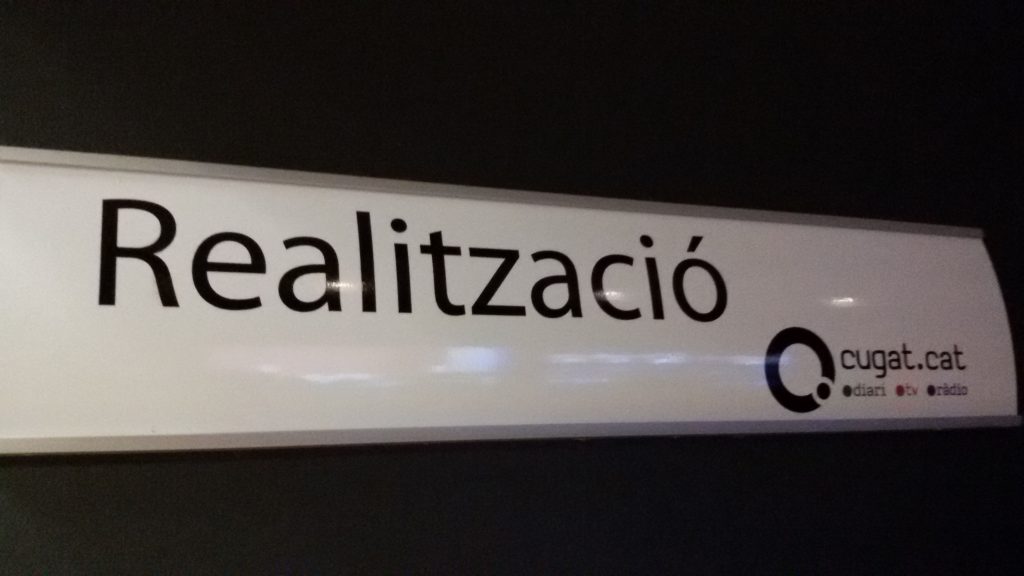 Realització
cugat.cat
diari tv ràdio